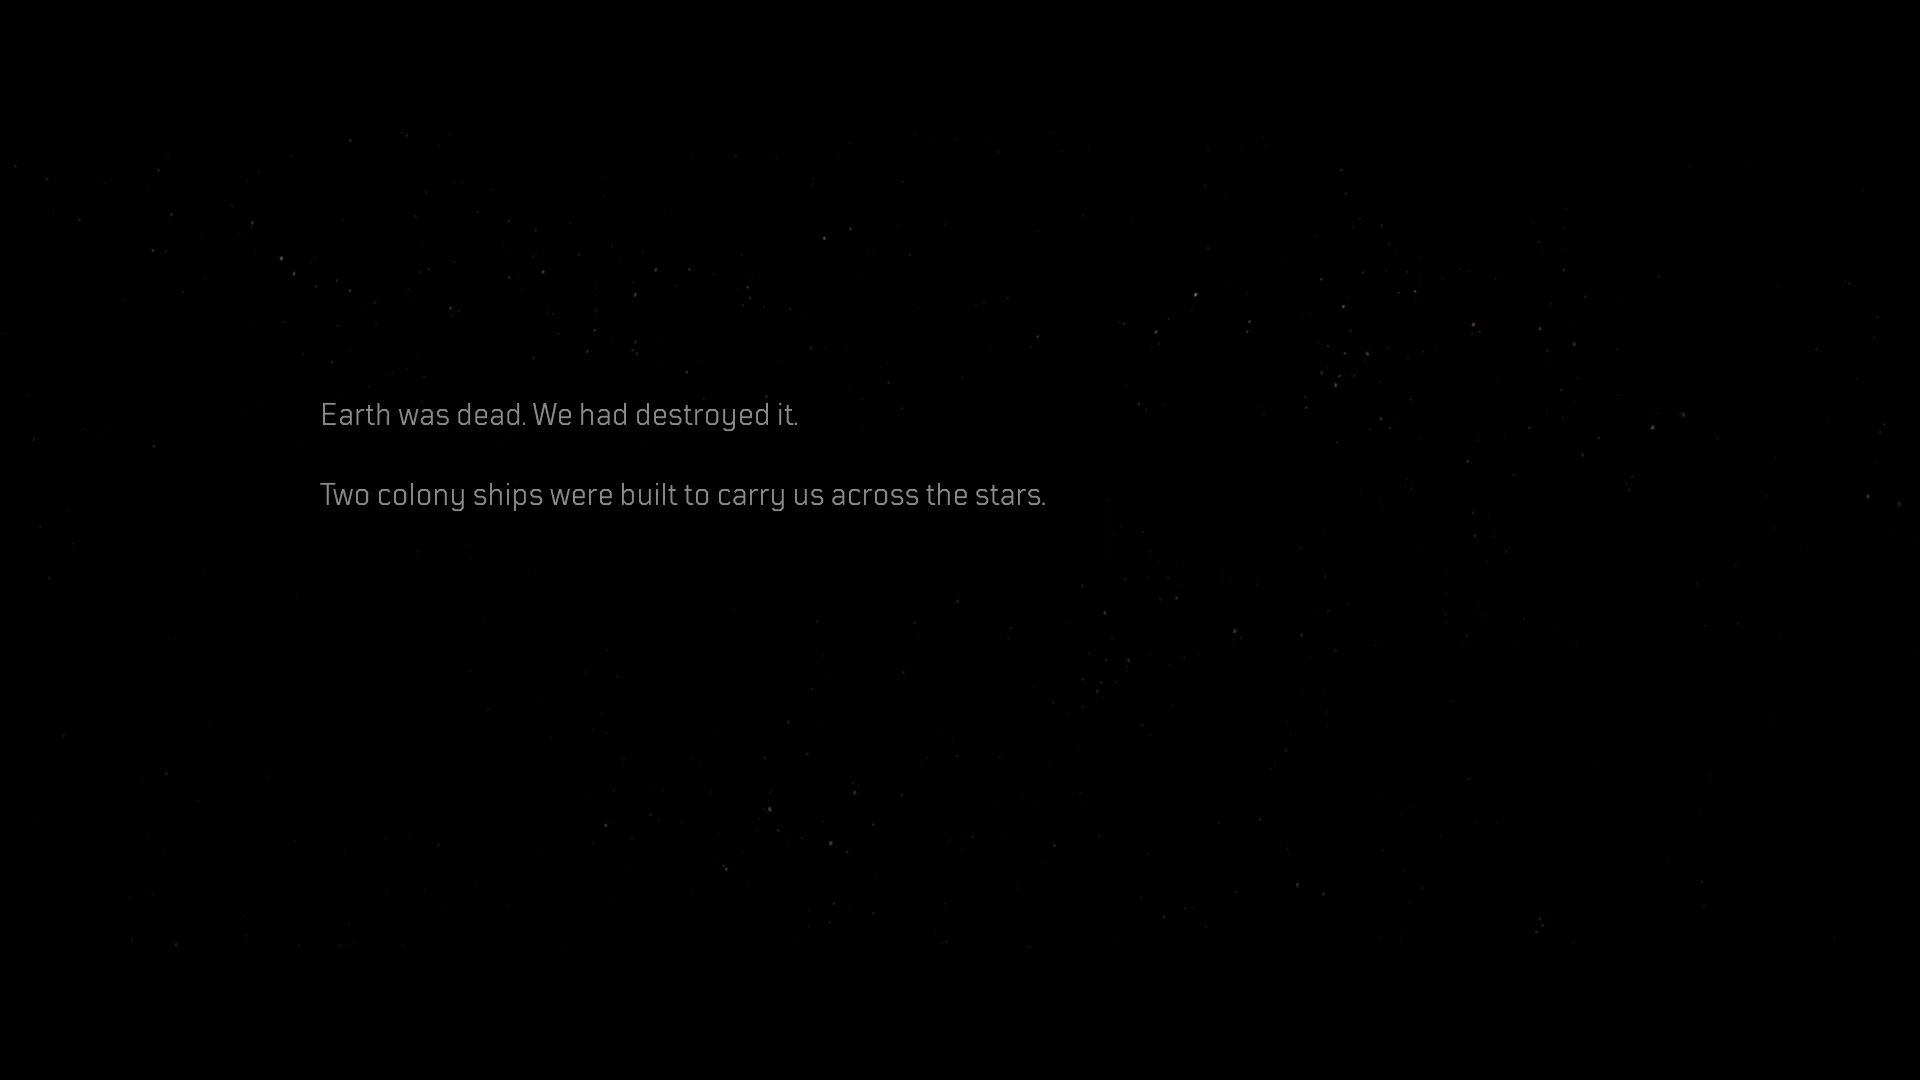 Earth was dead. We had destroyed it.
Two colony ships were built to carry us across the stars.